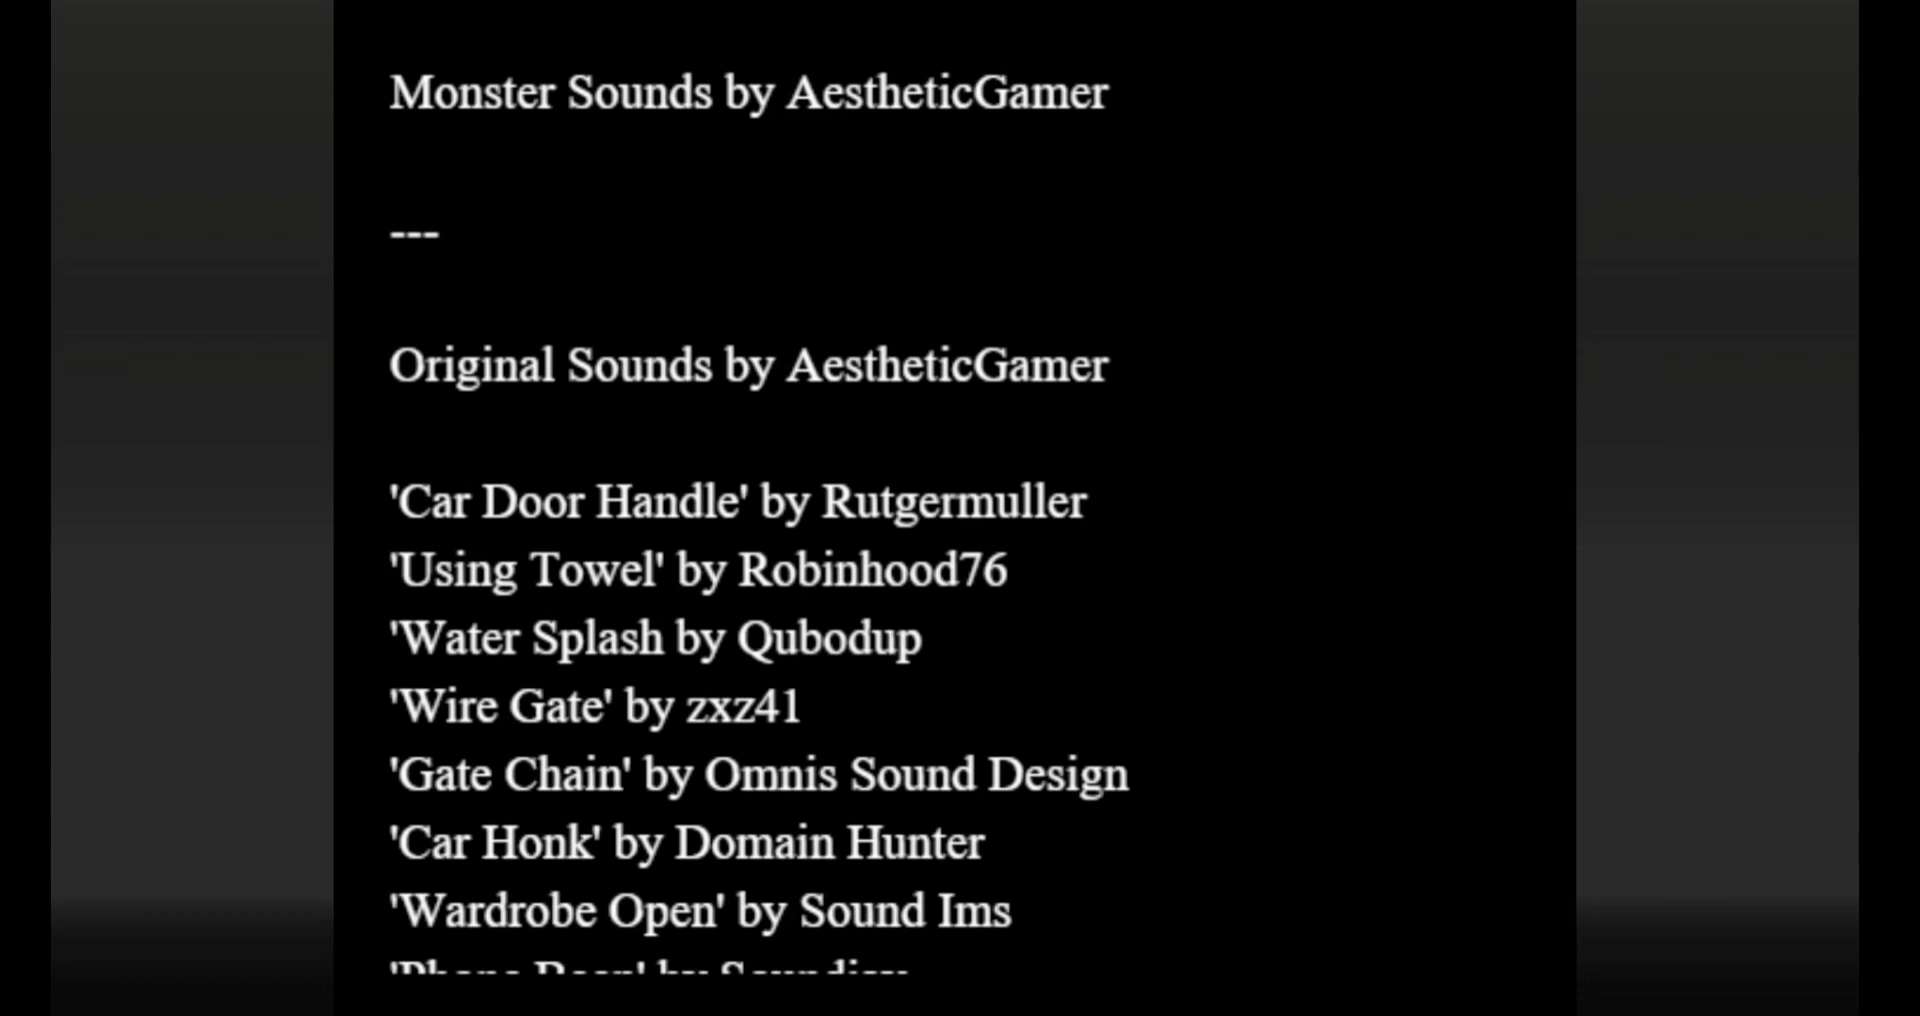 Monster Sounds by AestheticGamer
---
Original Sounds by AestheticGamer
'Car Door Handle' by Rutgermuller
'Using Towel' by Robinhood76
'Water Splash by Qubodup
'Wire Gate' by zxz41
'Gate Chain' by Omnis Sound Design
'Car Honk' by Domain Hunter
'Wardrobe Open' by Sound Ims